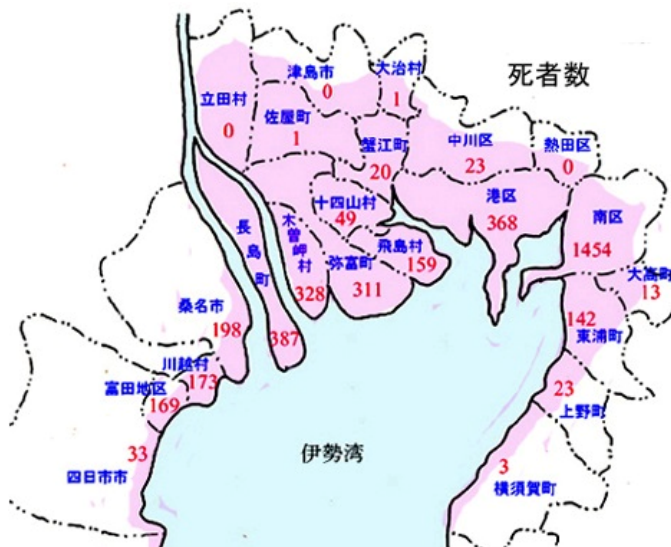 死者数
津島市
0
大治村
1
立田村
0
佐屋町
1
蟹江町
20
中川区
23
熱田区
0
十四山村
49
港区
368
南区
1454
長島町
387
木曽岬村
328
弥富町
311
飛島村
159
大高町
13
桑名市
198
142
東浦町
川越村
173
富田地区
169
23
上野町
33
四日市市
伊勢湾
3
横須賀町